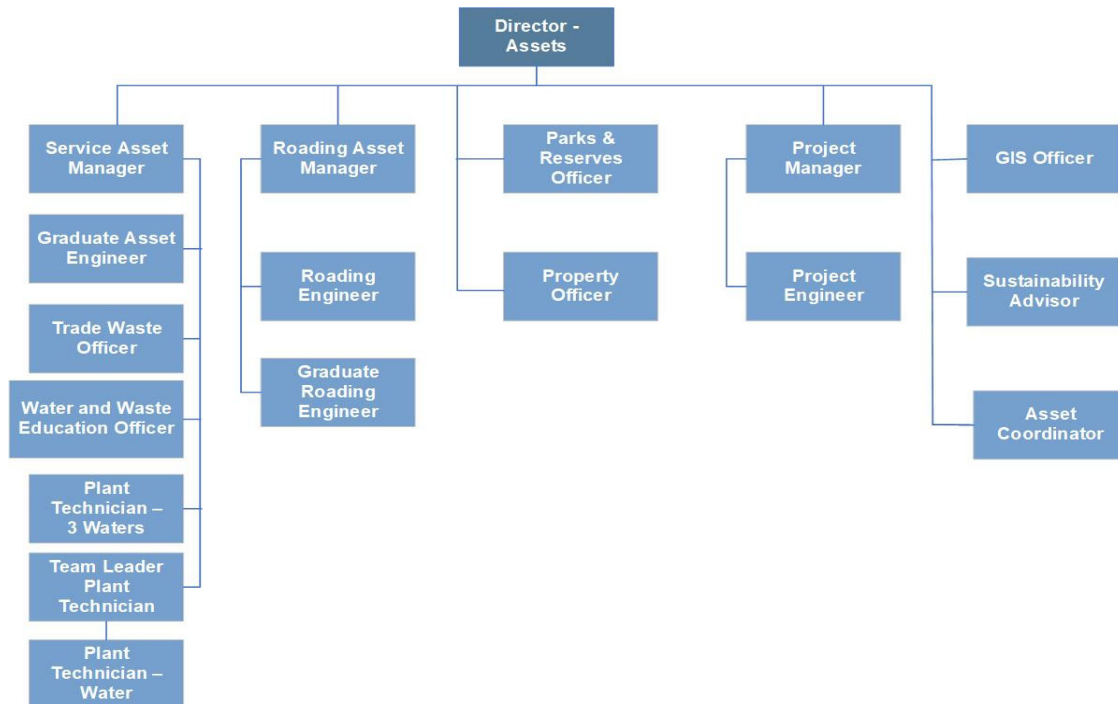 Director -
Assets
Service Asset
Manager
Roading Asset
Manager
Parks &
Reserves
Officer
Project
Manager
GIS Officer
Graduate Asset
Engineer
Roading
Engineer
Property
Officer
Project
Engineer
Sustainability
Advisor
Trade Waste
Officer
Graduate
Roading
Engineer
Water and Waste
Education Officer
Asset
Coordinator
Plant
Technician –
3 Waters
Team Leader
Plant
Technician
Plant
Technician –
Water